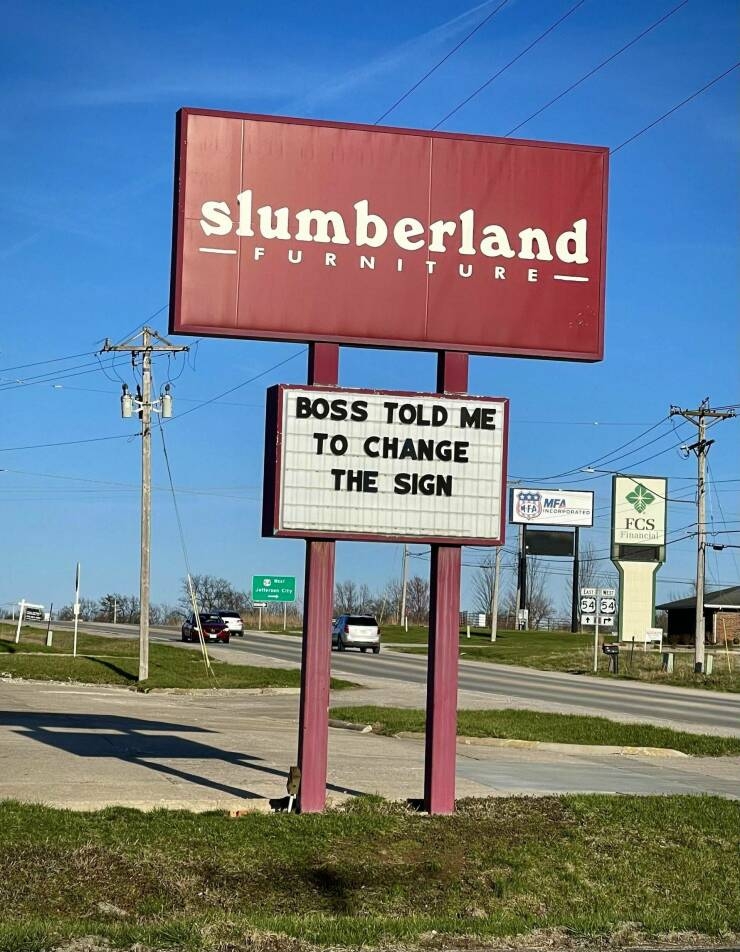 slumberland
FURNITURE
BOSS TOLD ME
TO CHANGE
THE SIGN
MFA
MFA
INCORPORATED
FCS
Financial
WEST
Jefferson City
EAST WEST
54 54